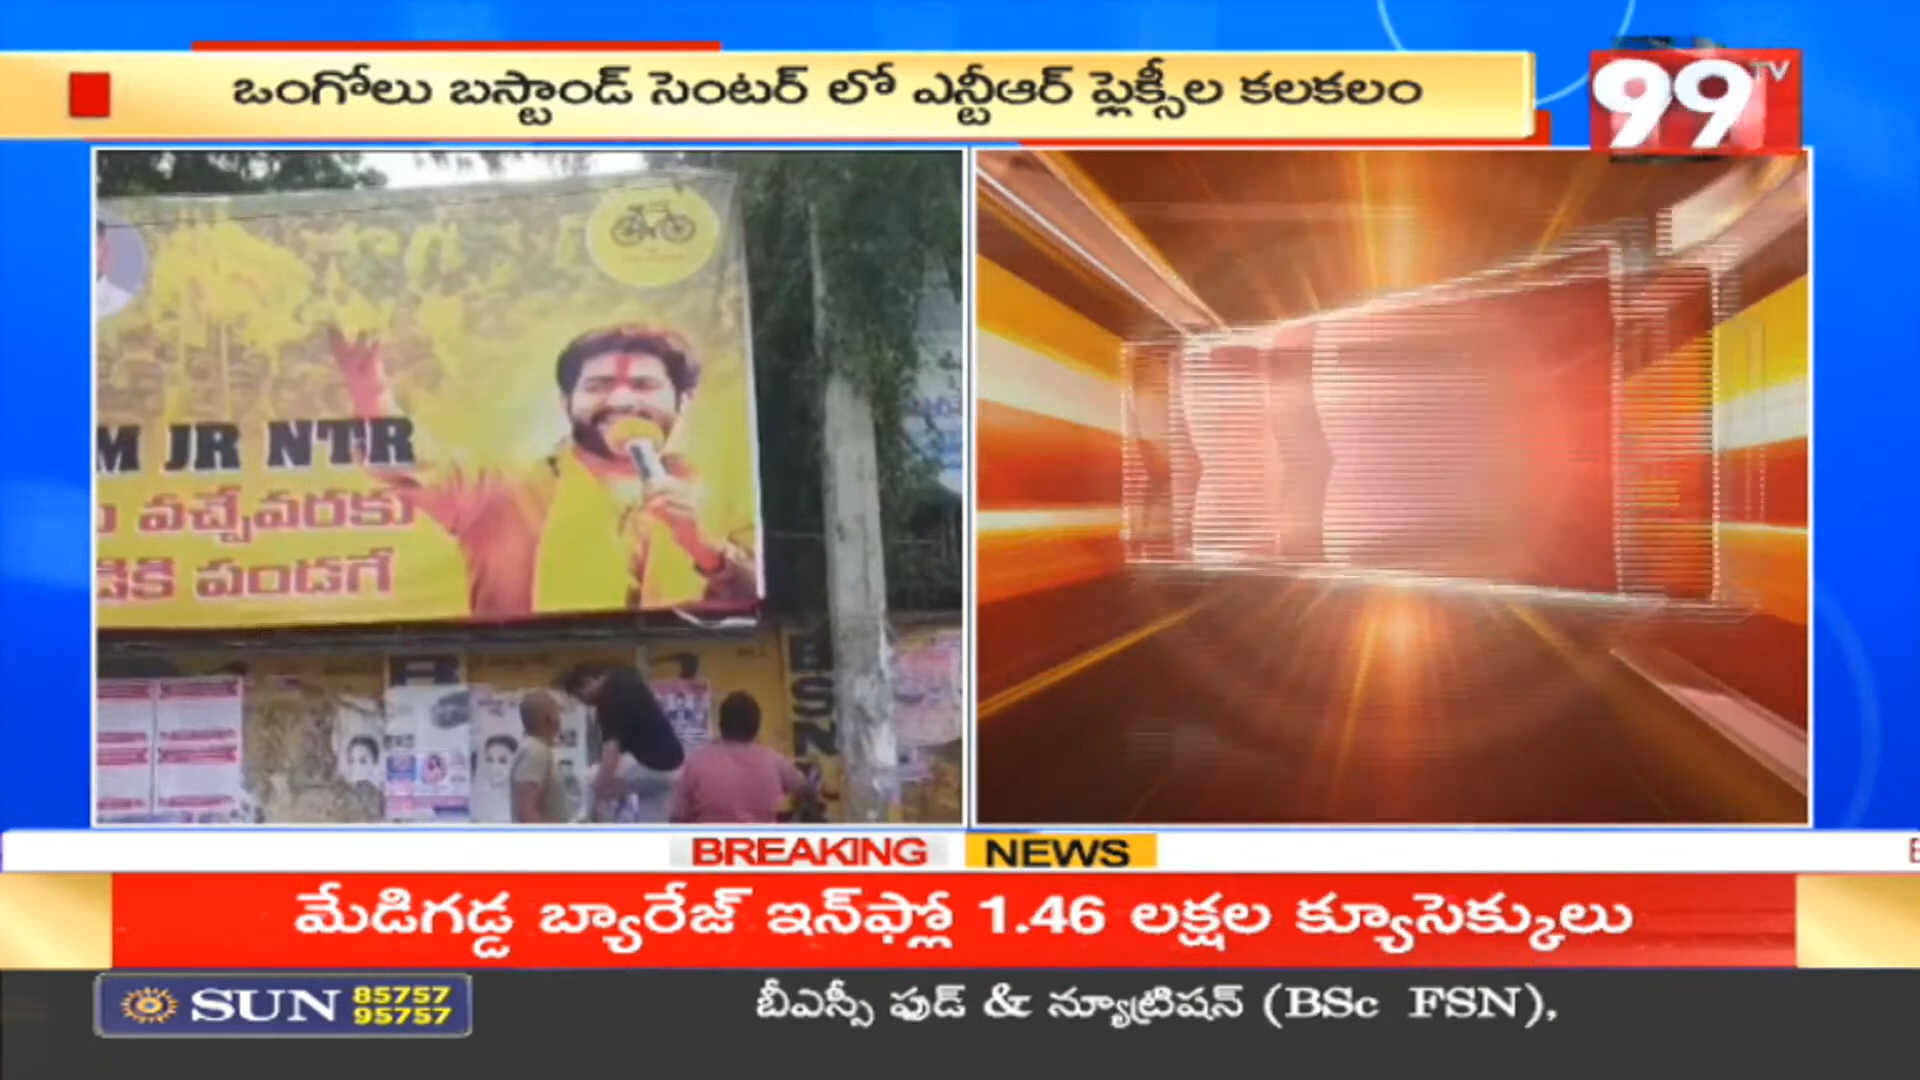 ఒంగోలు బస్టాండ్ సెంటర్ లో ఎన్టీఆర్ ఫ్లెక్సీల కలకలం
99 TV
M JR NTR
వచ్చేవరకు
డికి పండగే
BSN
BREAKING NEWS
మేడిగడ్డ బ్యారేజ్ ఇన్‌ఫ్లో 1.46 లక్షల క్యూసెక్కులు
SUN 85757 95757
బీఎస్సీ ఫుడ్ & న్యూట్రిషన్ (BSc FSN),